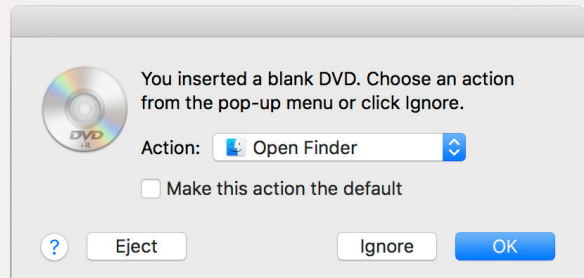 You inserted a blank DVD. Choose an action
from the pop-up menu or click Ignore.
DVD
+R
Action: Open Finder
Make this action the default
? Eject Ignore OK